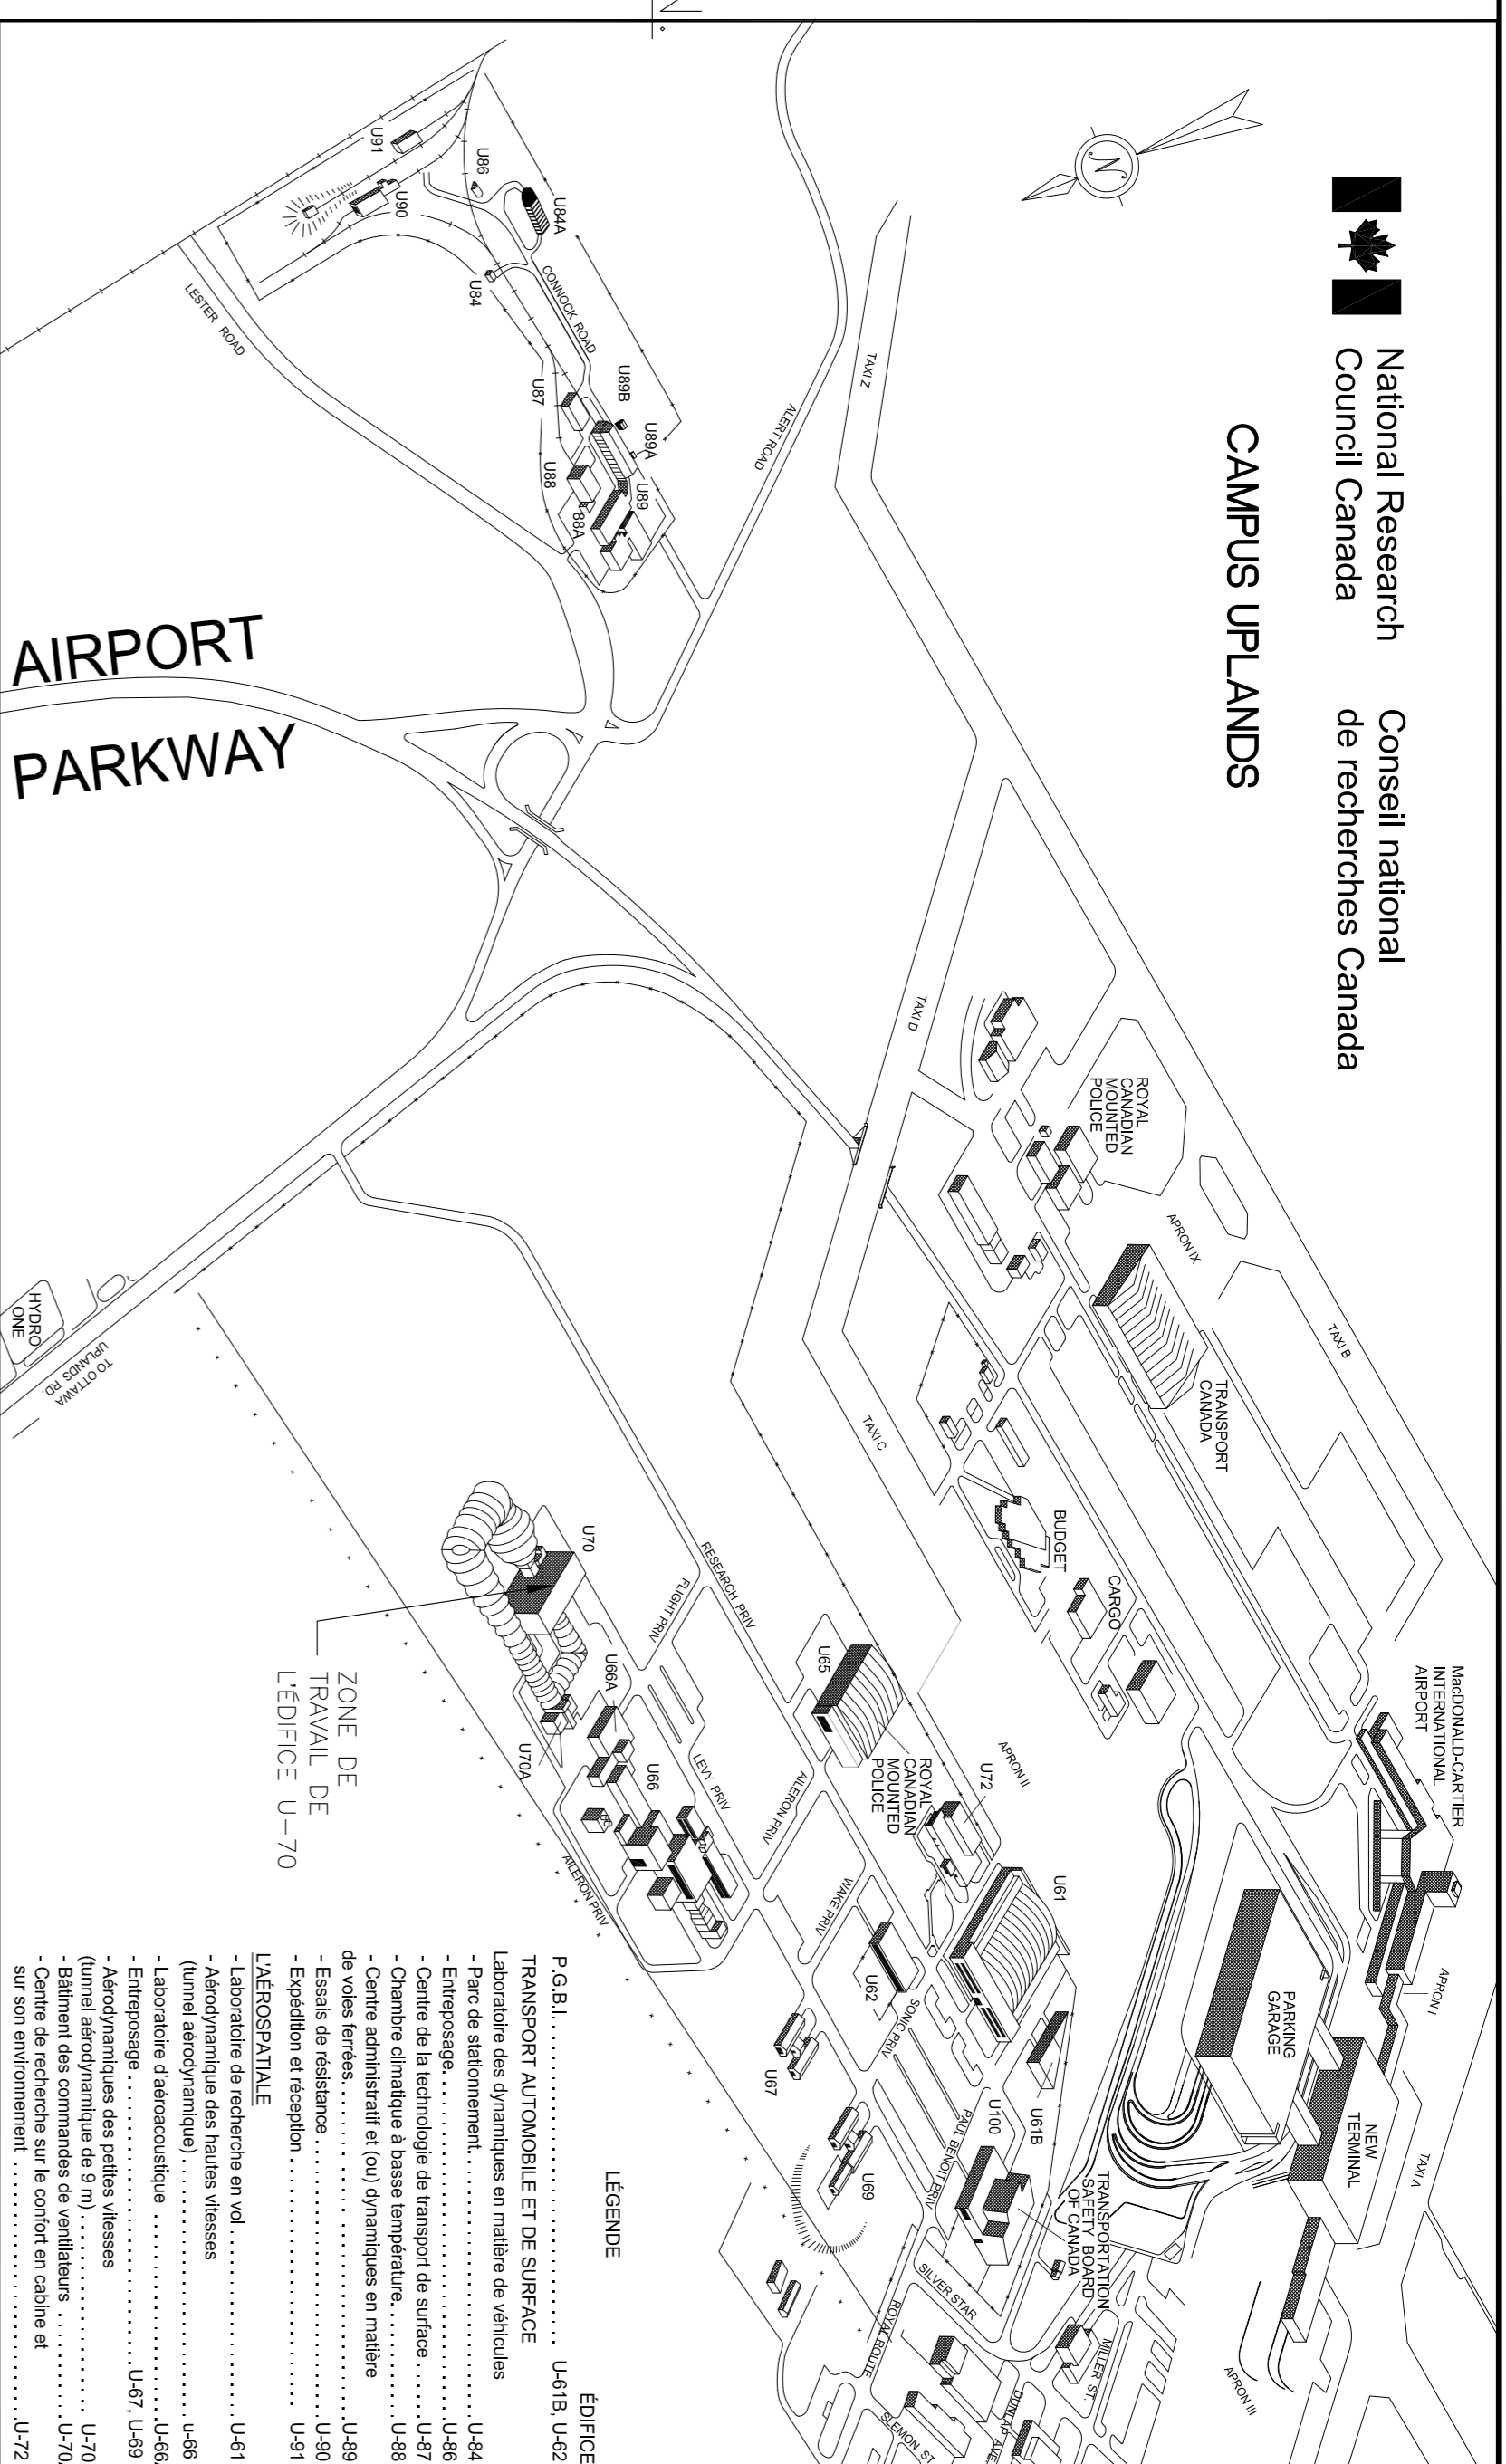 National Research
Council Canada
Conseil national
de recherches Canada
CAMPUS UPLANDS
N
MacDONALD-CARTIER
INTERNATIONAL
AIRPORT
APRON I
TAXI A
TAXI B
NEW
TERMINAL
PARKING
GARAGE
APRON III
APRON IX
TRANSPORT
CANADA
ROYAL
CANADIAN
MOUNTED
POLICE
TAXI Z
TAXI D
TAXI C
ALERT ROAD
BUDGET
CARGO
APRON II
U72
U61
U61B
U100
TRANSPORTATION
SAFETY BOARD
OF CANADA
MILLER ST.
SILVER STAR
DUNLAP AVE.
SLEMON ST
ROYAL ROUTE
PAUL BENOIT PRIV
SONIC PRIV
U62
WAKE PRIV
ROYAL
CANADIAN
MOUNTED
POLICE
U65
AILERON PRIV
RESEARCH PRIV
FLIGHT PRIV
LEVY PRIV
U67
U69
U66
U66A
U70
U70A
AILERON PRIV
ZONE DE
TRAVAIL DE
L'ÉDIFICE U-70
U91
U90
U86
U84A
U84
CONNOCK ROAD
U89B
U89A
U87
U88
88A
U89
LESTER ROAD
AIRPORT
PARKWAY
HYDRO
ONE
TO OTTAWA
UPLANDS RD.
LÉGENDE
ÉDIFICE
P.G.B.I. U-61B, U-62
TRANSPORT AUTOMOBILE ET DE SURFACE
Laboratoire des dynamiques en matière de véhicules
- Parc de stationnement. U-84
- Entreposage. U-86
- Centre de la technologie de transport de surface U-87
- Chambre climatique à basse température. U-88
- Centre administratif et (ou) dynamiques en matière
de voies ferrées. U-89
- Essais de résistance U-90
- Expédition et réception U-91
L'AÉROSPATIALE
- Laboratoire de recherche en vol U-61
- Aérodynamique des hautes vitesses
(tunnel aérodynamique) u-66
- Laboratoire d'aéroacoustique U-66
- Entreposage U-67, U-69
- Aérodynamiques des petites vitesses
(tunnel aérodynamique de 9 m) U-70
- Bâtiment des commandes de ventilateurs U-70
- Centre de recherche sur le confort en cabine et
sur son environnement U-72